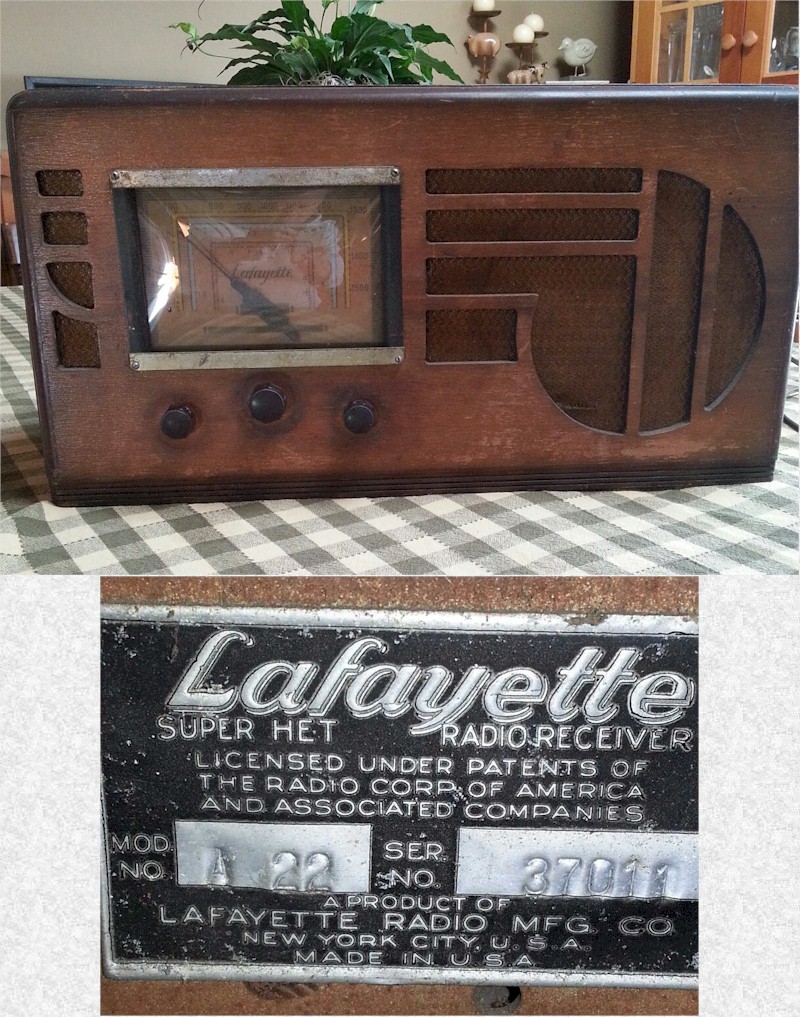 Lafayette
Lafayette
SUPER HET RADIO RECEIVER
LICENSED UNDER PATENTS OF
THE RADIO CORP. OF AMERICA
AND ASSOCIATED COMPANIES
MOD. NO. A 22 SER. NO. 37011
A PRODUCT OF
LAFAYETTE RADIO MFG. CO
NEW YORK CITY, U.S.A.
MADE IN U.S.A